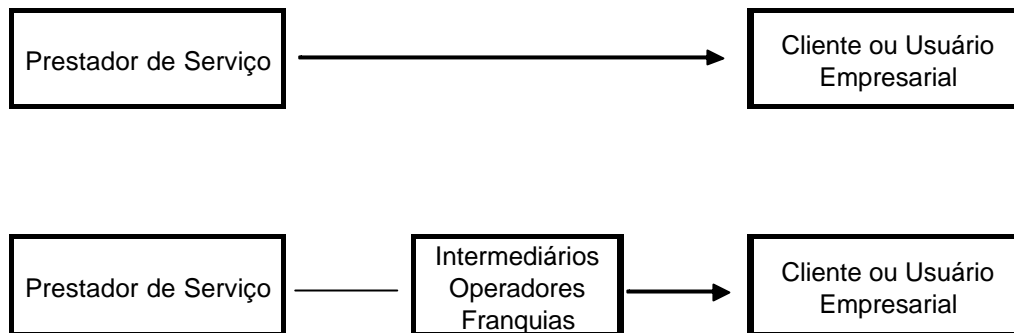 Prestador de Serviço
Cliente ou Usuário
Empresarial
Prestador de Serviço
Intermediários
Operadores
Franquias
Cliente ou Usuário
Empresarial